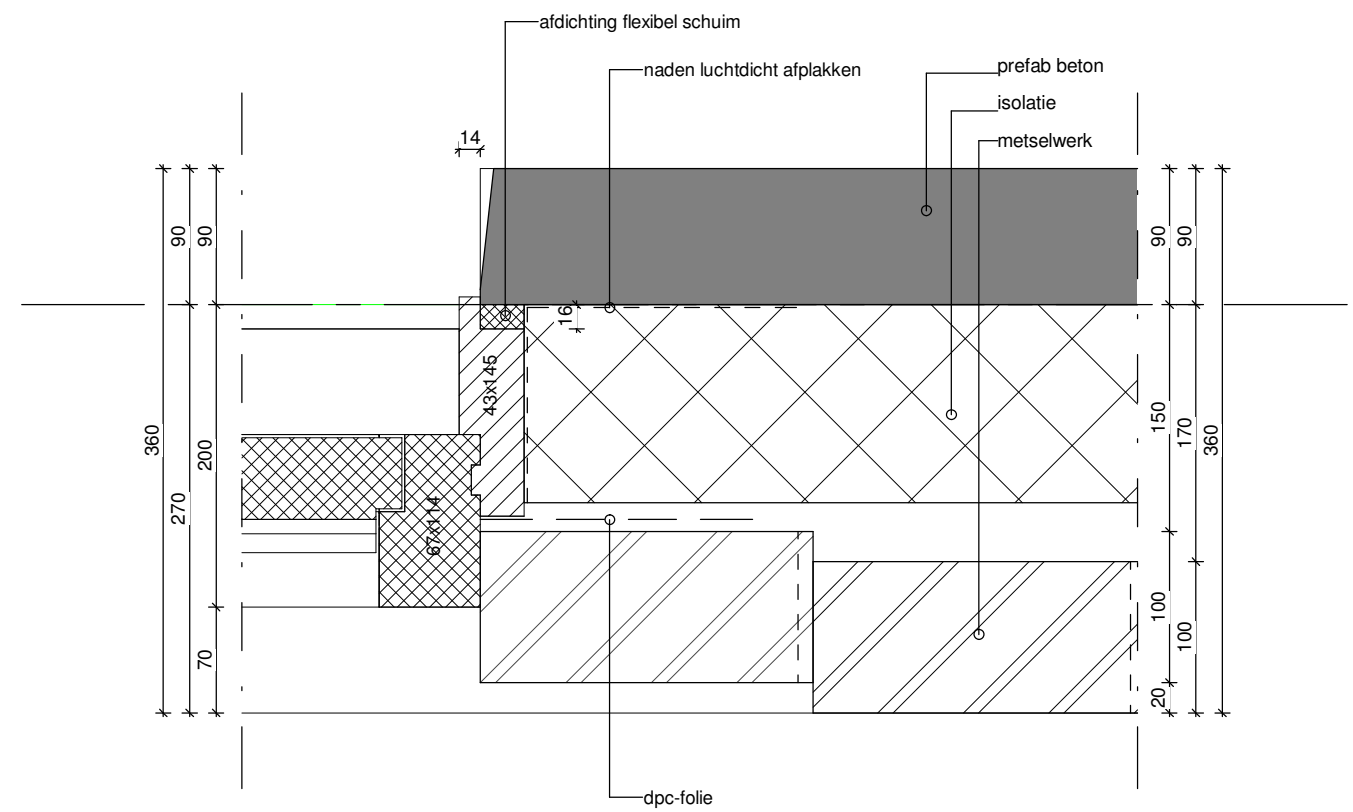 afdichting flexibel schuim
naden luchtdicht afplakken
prefab beton
isolatie
metselwerk
14
90
90
90
90
16
43x145
360
270
200
150
170
360
67x114
70
100
100
20
dpc-folie